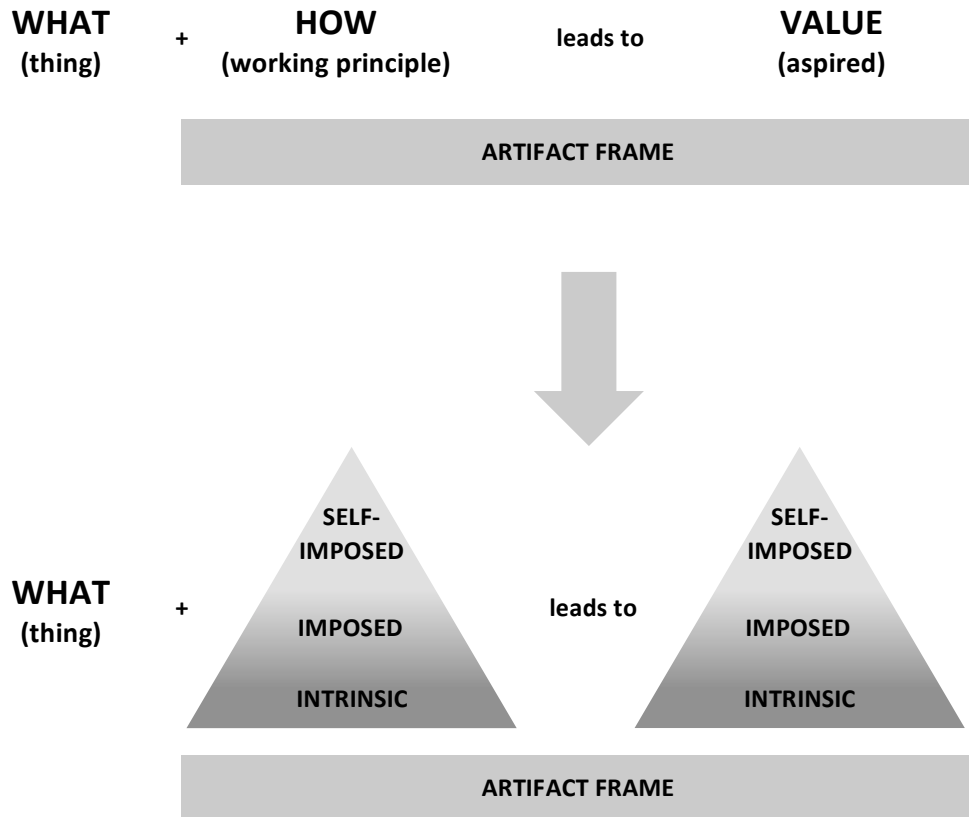 WHAT + HOW leads to VALUE
(thing) (working principle) (aspired)
ARTIFACT FRAME
SELF-
IMPOSED
SELF-
IMPOSED
WHAT
(thing)
+
leads to
IMPOSED
IMPOSED
INTRINSIC
INTRINSIC
ARTIFACT FRAME